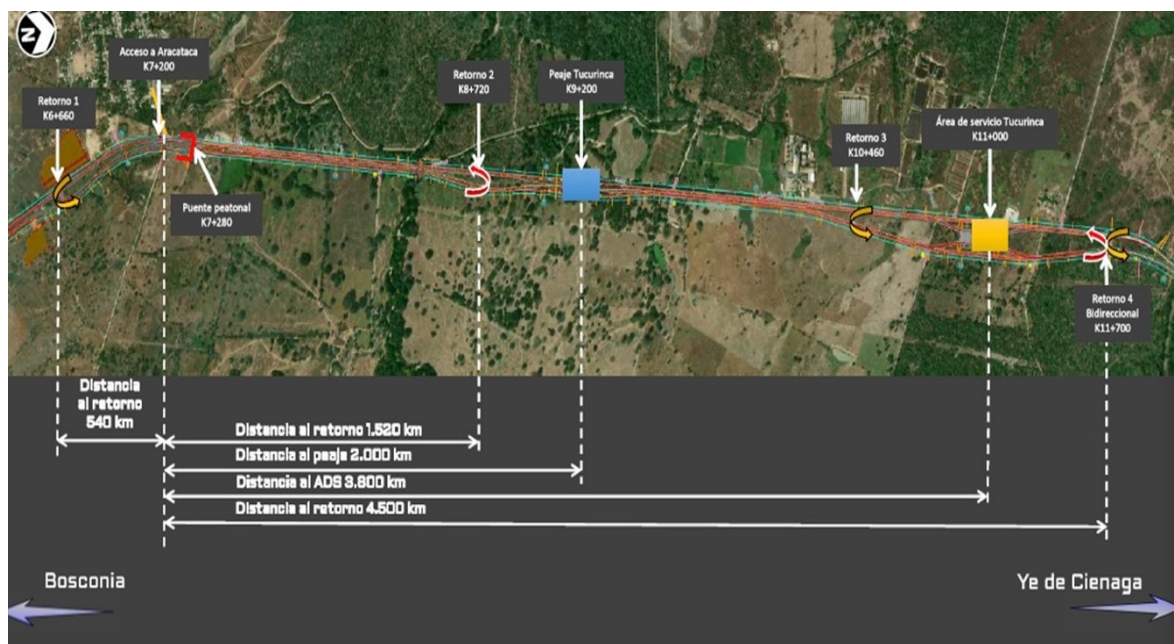 N
Acceso a Aracataca
K7+200
Retorno 1
K6+660
Retorno 2
K8+720
Peaje Tucurinca
K9+200
Retorno 3
K10+460
Área de servicio Tucurinca
K11+000
Puente peatonal
K7+280
Retorno 4
Bidireccional
K11+700
Distancia
al retorno
540 km
Distancia al retorno 1.520 km
Distancia al peaje 2.000 km
Distancia al ADS 3.800 km
Distancia al retorno 4.500 km
Bosconia
Ye de Cienaga